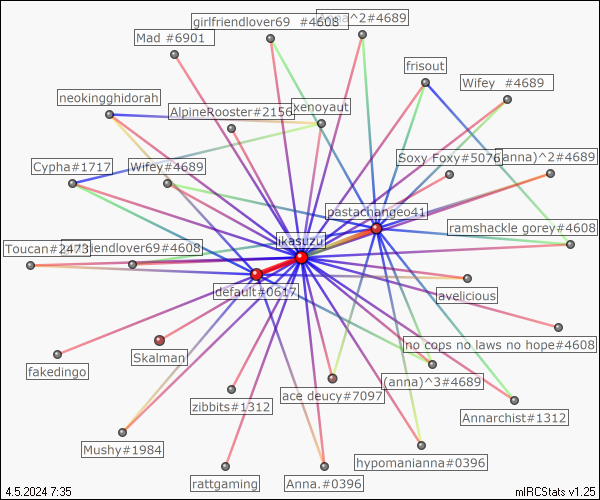 girlfriendlover69 #4608
^2#4689
Mad #6901
frisout
Wifey #4689
neokingghidorah
AlpineRooster#2156
xenoyaut
Cypha#1717
Wifey#4689
Soxy Foxy#5076
(anna)^2#4689
pastachangeo41
ramshackle gorey#4608
ikasuzu
Toucan#2473
friendlover69#4608
default#0617
lavelicious
no cops no laws no hope#4608
Skalman
fakedingo
ace deucy#7097
(anna)^3#4689
zibbits#1312
Annarchist#1312
Mushy#1984
hypomanianna#0396
rattgaming
Anna.#0396
4.5.2024 7:35
mIRCStats v1.25